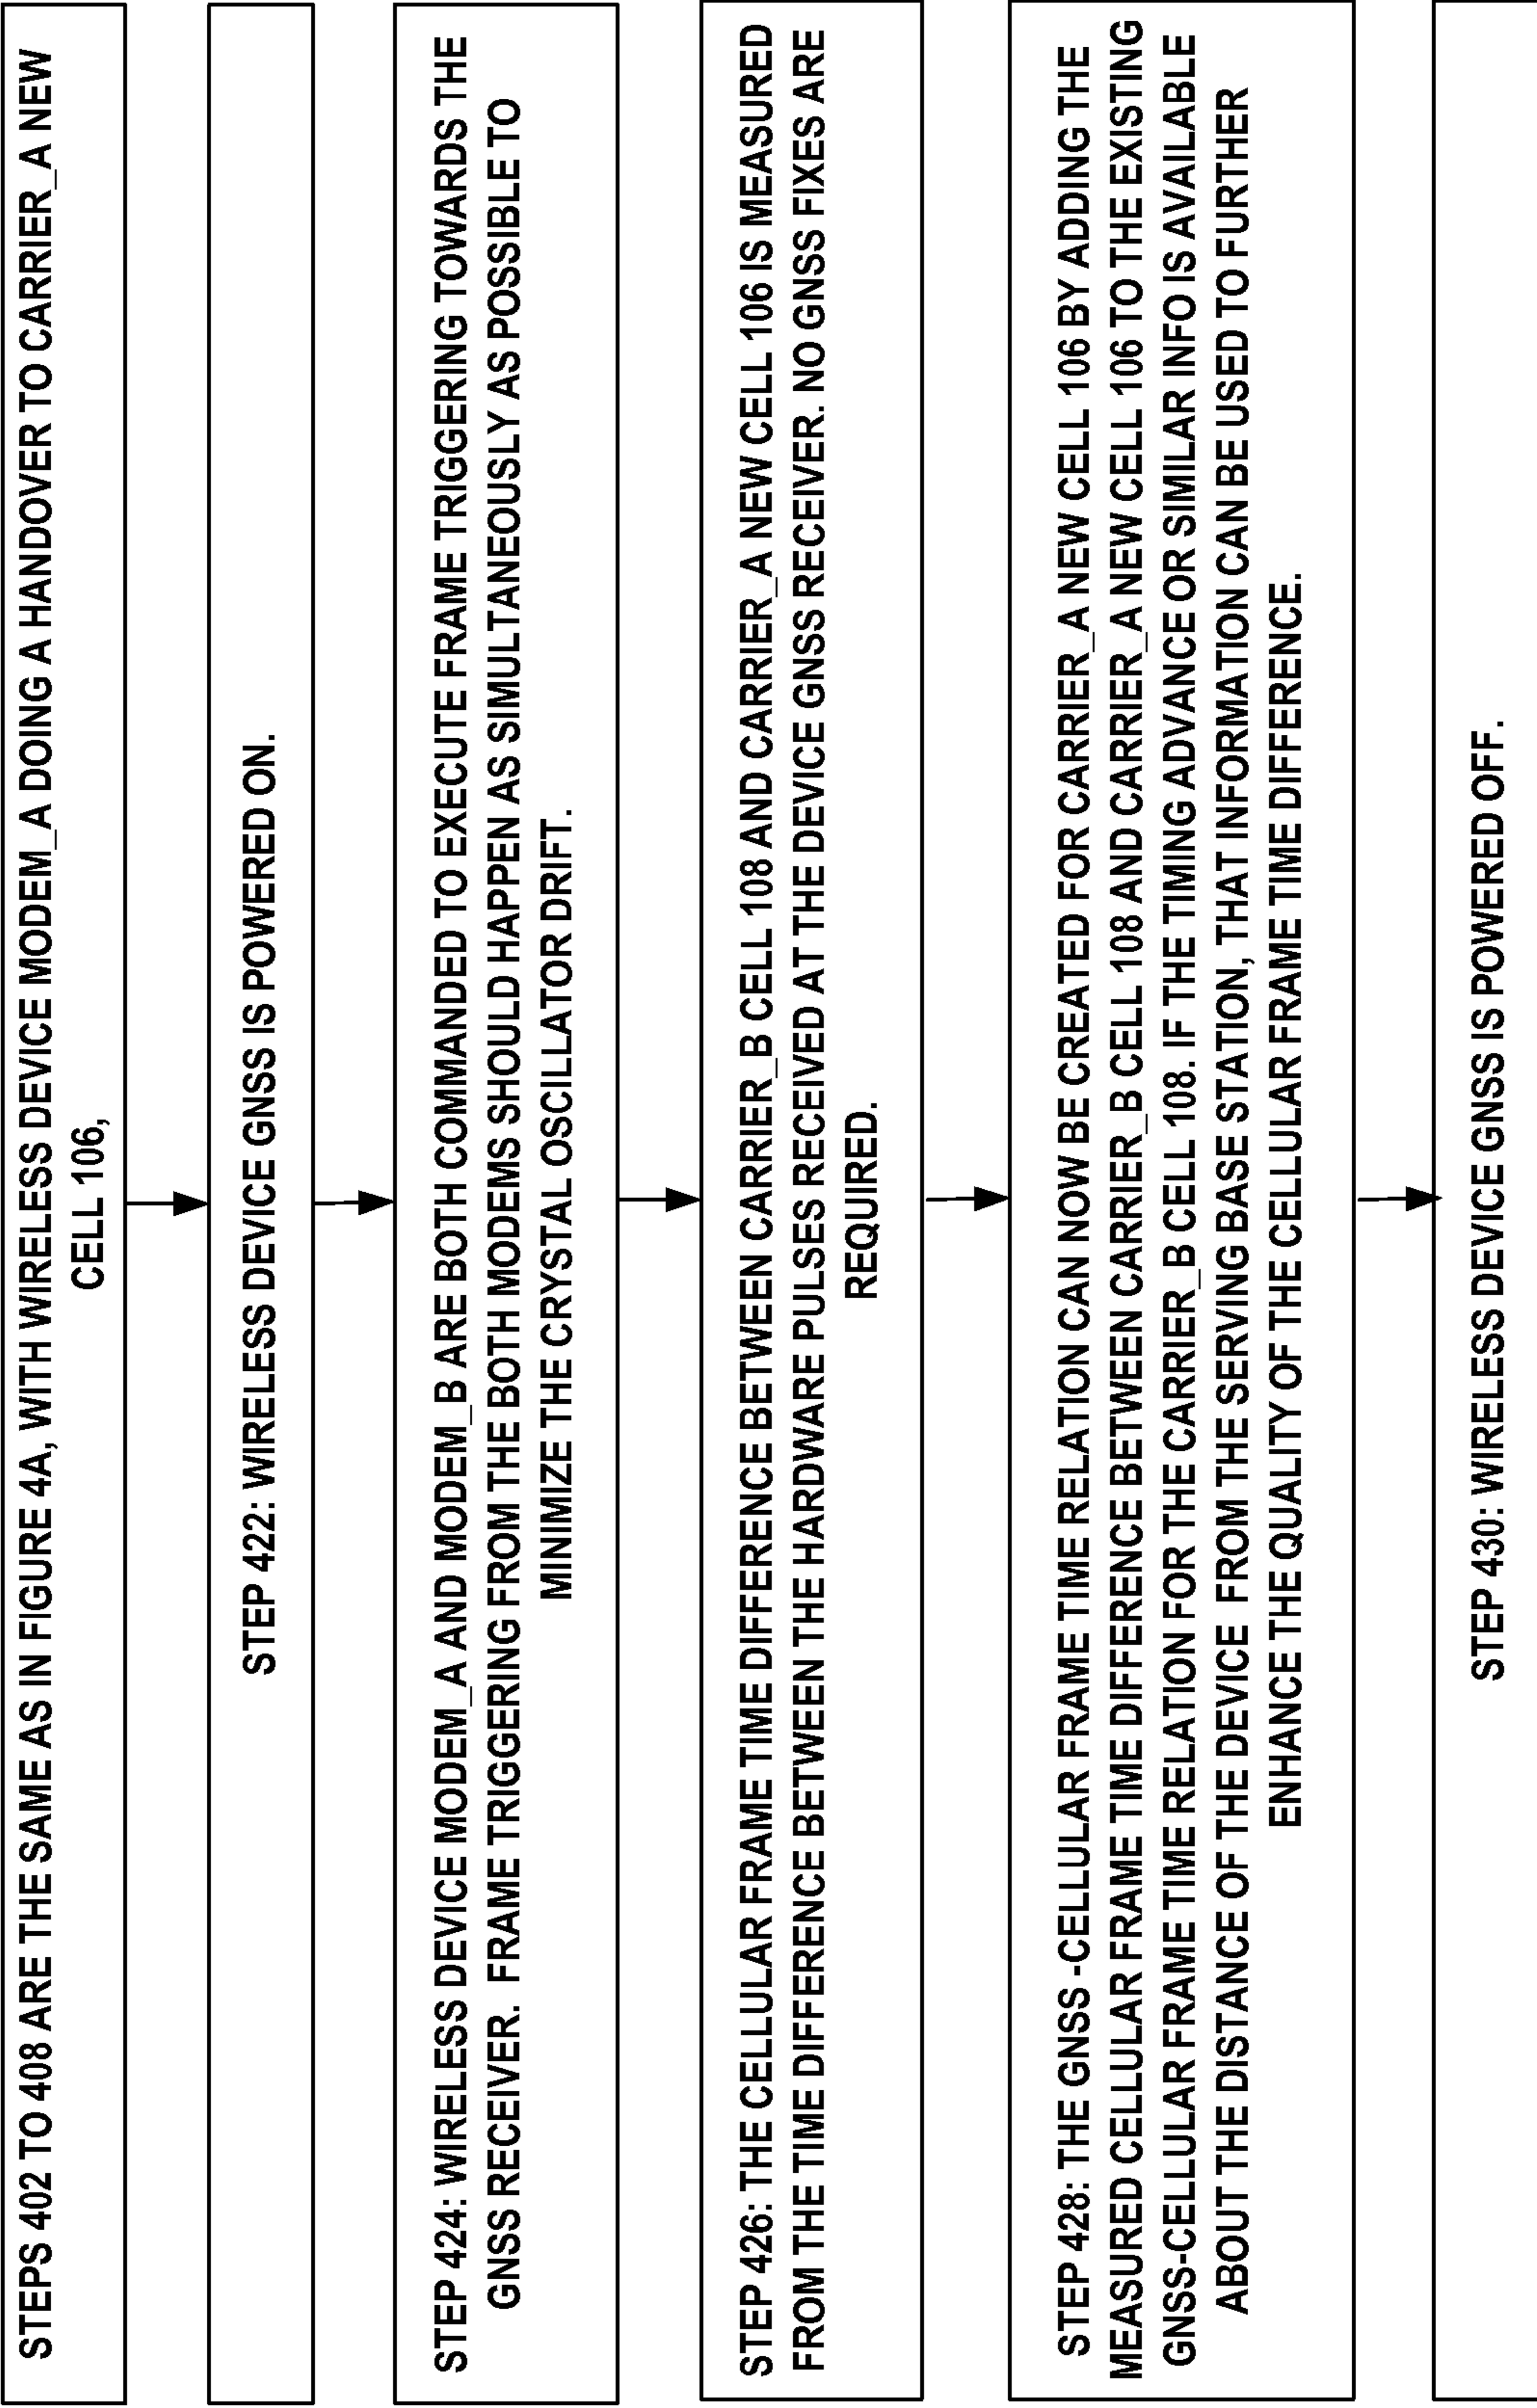 STEPS 402 TO 408 ARE THE SAME AS IN FIGURE 4A, WITH WIRELESS DEVICE MODEM_A DOING A HANDOVER TO CARRIER_A NEW
CELL 106,
STEP 422: WIRELESS DEVICE GNSS IS POWERED ON.
STEP 424: WIRELESS DEVICE MODEM_A AND MODEM_B ARE BOTH COMMANDED TO EXECUTE FRAME TRIGGERING TOWARDS THE
GNSS RECEIVER. FRAME TRIGGERING FROM THE BOTH MODEMS SHOULD HAPPEN AS SIMULTANEOUSLY AS POSSIBLE TO
MINIMIZE THE CRYSTAL OSCILLATOR DRIFT.
STEP 426: THE CELLULAR FRAME TIME DIFFERENCE BETWEEN CARRIER_B CELL 108 AND CARRIER_A NEW CELL 106 IS MEASURED
FROM THE TIME DIFFERENCE BETWEEN THE HARDWARE PULSES RECEIVED AT THE DEVICE GNSS RECEIVER. NO GNSS FIXES ARE
REQUIRED.
STEP 428: THE GNSS -CELLULAR FRAME TIME RELATION CAN NOW BE CREATED FOR CARRIER_A NEW CELL 106 BY ADDING THE
MEASURED CELLULAR FRAME TIME DIFFERENCE BETWEEN CARRIER_B CELL 108 AND CARRIER_A NEW CELL 106 TO THE EXISTING
GNSS-CELLULAR FRAME TIME RELATION FOR THE CARRIER_B CELL 108. IF THE TIMING ADVANCE OR SIMILAR INFO IS AVAILABLE
ABOUT THE DISTANCE OF THE DEVICE FROM THE SERVING BASE STATION, THAT INFORMATION CAN BE USED TO FURTHER
ENHANCE THE QUALITY OF THE CELLULAR FRAME TIME DIFFERENCE.
STEP 430: WIRELESS DEVICE GNSS IS POWERED OFF.